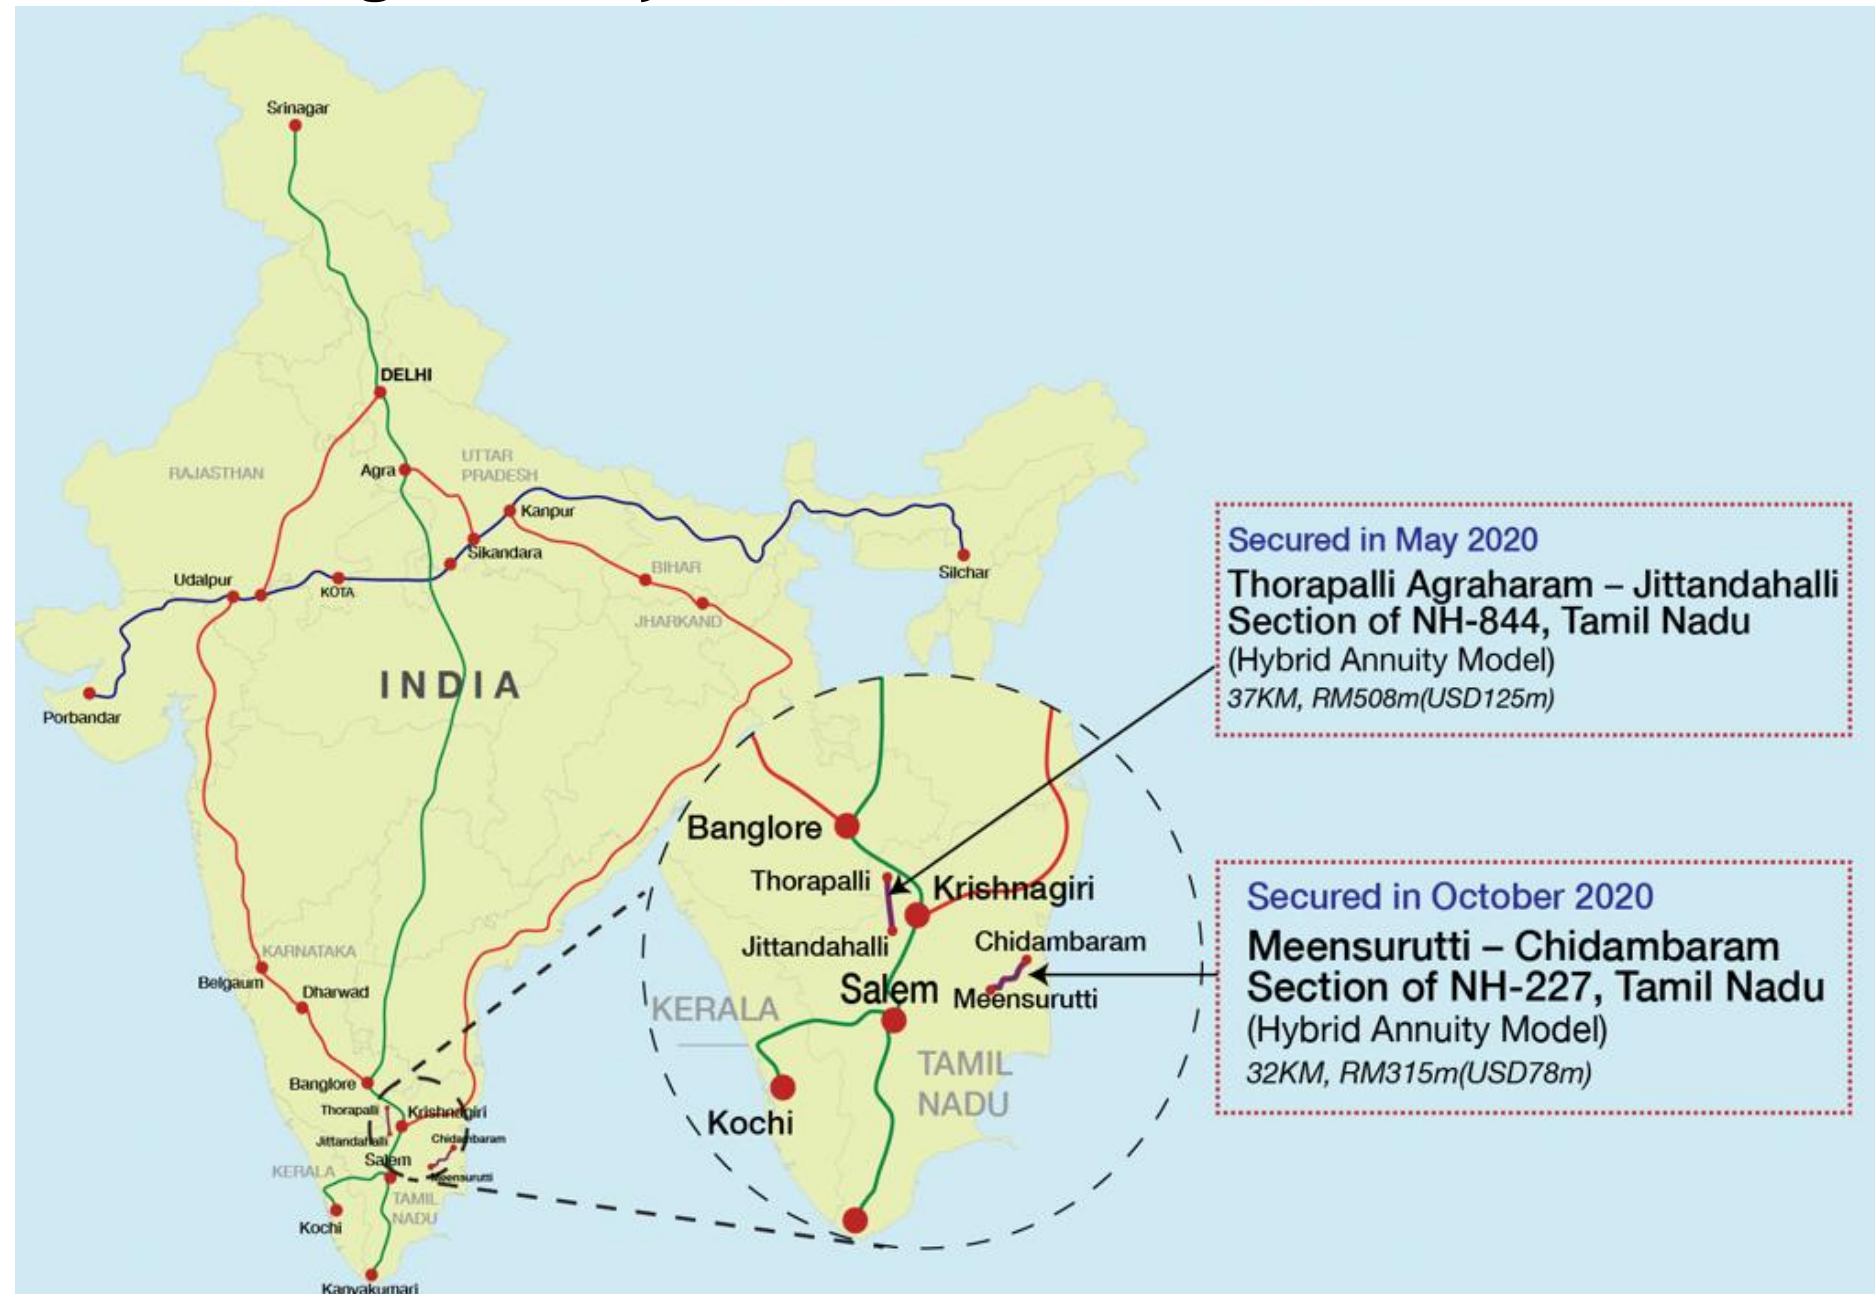 Srinagar
DELHI
RAJASTHAN
UTTAR
PRADESH
Agra
Kanpur
Sikandara
BIHAR
Silchar
Udalpur
KOTA
JHARKAND
INDIA
Porbandar
Secured in May 2020
Thorapalli Agraharam – Jittandahalli
Section of NH-844, Tamil Nadu
(Hybrid Annuity Model)
37KM, RM508m(USD125m)
Banglore
Thorapalli
Krishnagiri
Jittandahalli
Chidambaram
Salem
Meensurutti
KERALA
TAMIL
NADU
Kochi
Secured in October 2020
Meensurutti – Chidambaram
Section of NH-227, Tamil Nadu
(Hybrid Annuity Model)
32KM, RM315m(USD78m)
KARNATAKA
Belgaum
Dharwad
Banglore
Thorapalli
Krishnagiri
Jittandahalli
Chidambaram
Salem
Meensurutti
KERALA
TAMIL
NADU
Kochi
Kanyakumari